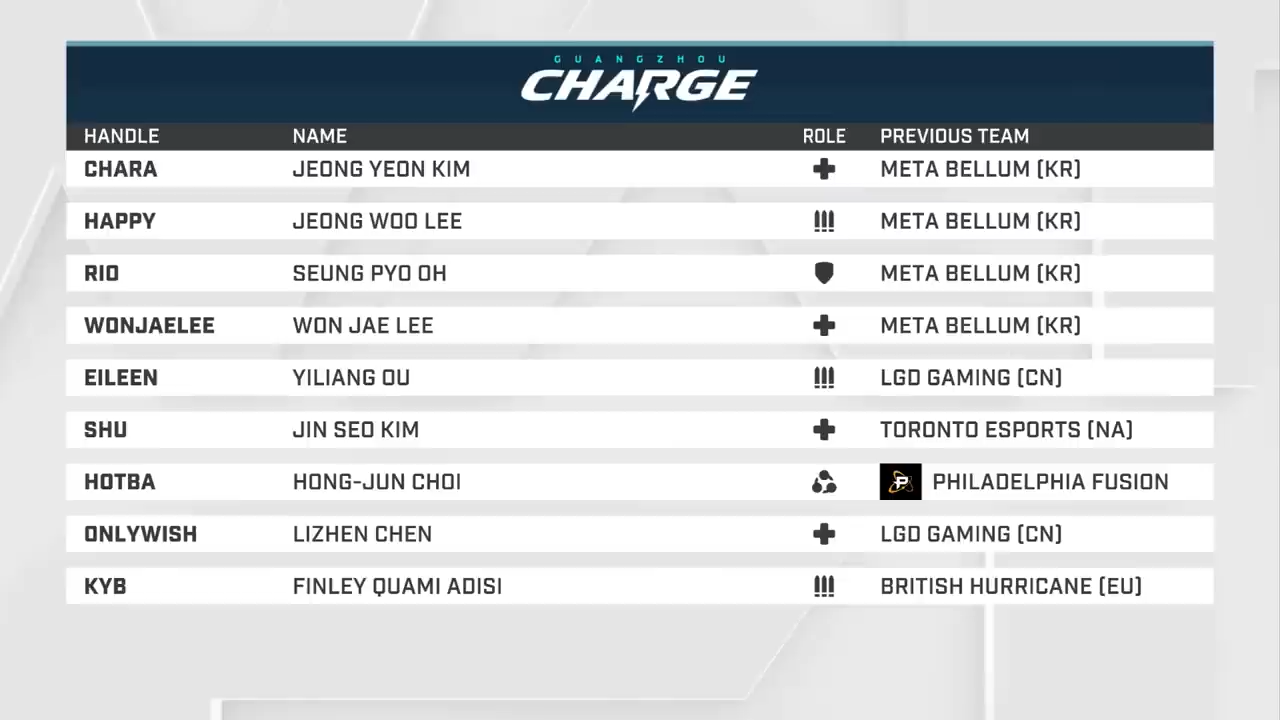 GUANGZHOU
CHARGE
HANDLE NAME ROLE PREVIOUS TEAM
CHARA JEONG YEON KIM META BELLUM (KR)
HAPPY JEONG WOO LEE META BELLUM (KR)
RIO SEUNG PYO OH META BELLUM (KR)
WONJAELEE WON JAE LEE META BELLUM (KR)
EILEEN YILIANG OU LGD GAMING (CN)
SHU JIN SEO KIM TORONTO ESPORTS (NA)
HOTBA HONG-JUN CHOI PHILADELPHIA FUSION
ONLYWISH LIZHEN CHEN LGD GAMING (CN)
KYB FINLEY QUAMI ADISI BRITISH HURRICANE (EU)